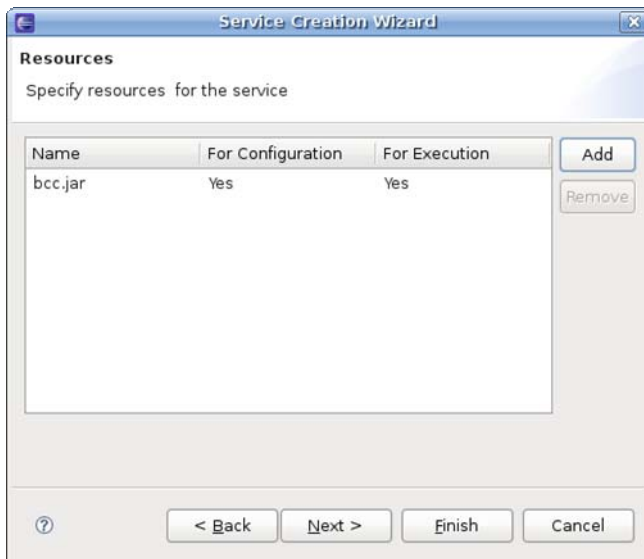 Service Creation Wizard
Resources
Specify resources for the service
Name For Configuration For Execution
bcc.jar Yes Yes
Add
Remove
? < Back Next > Finish Cancel